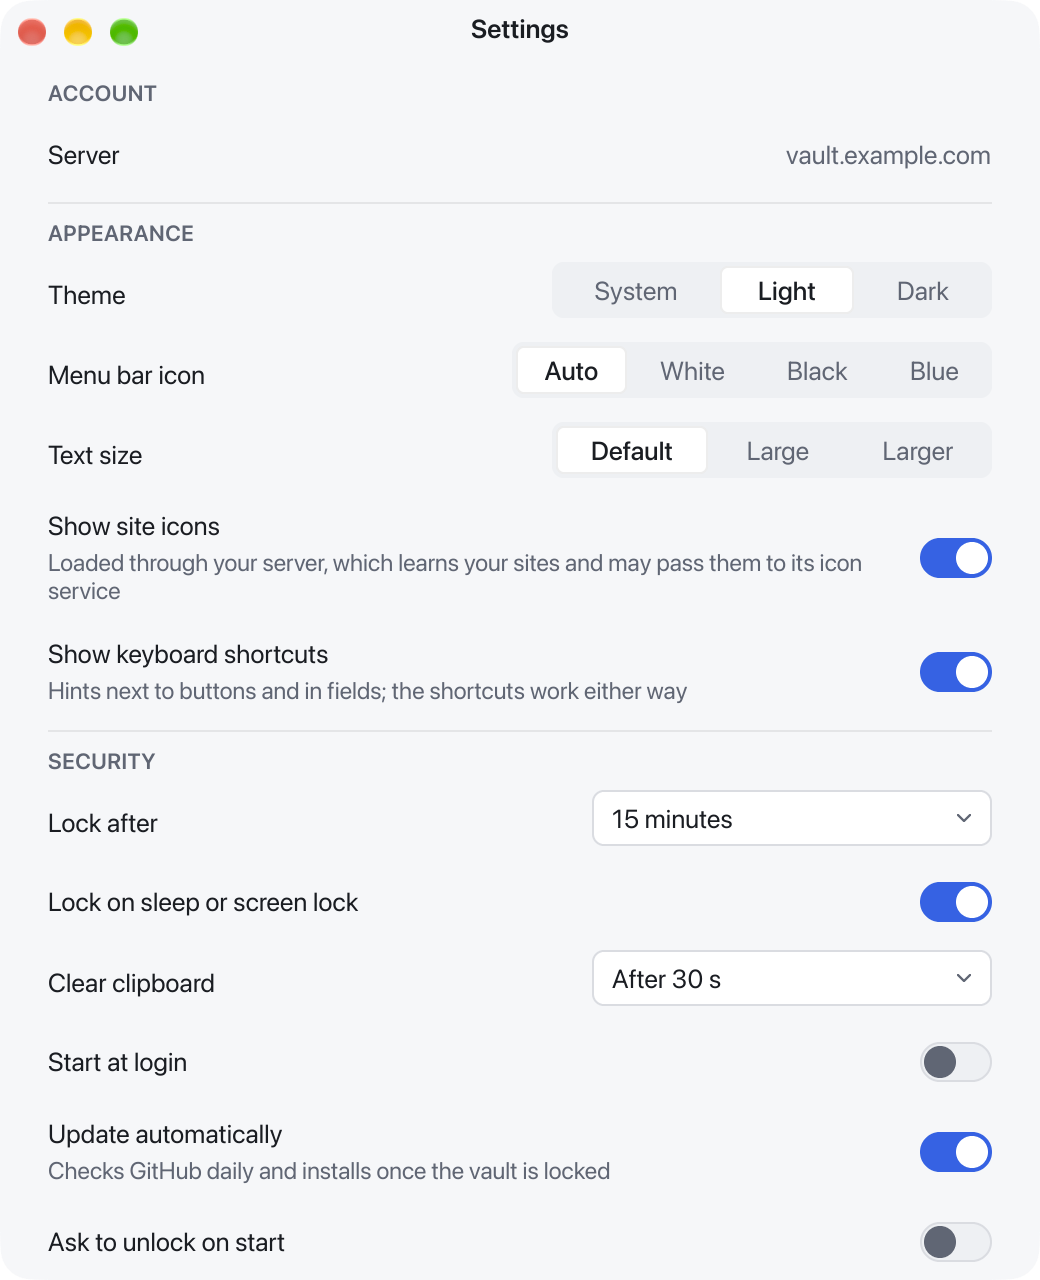 Settings
ACCOUNT
Server
vault.example.com
APPEARANCE
Theme
System
Light
Dark
Menu bar icon
Auto
White
Black
Blue
Text size
Default
Large
Larger
Show site icons
Loaded through your server, which learns your sites and may pass them to its icon
service
Show keyboard shortcuts
Hints next to buttons and in fields; the shortcuts work either way
SECURITY
Lock after
15 minutes
Lock on sleep or screen lock
Clear clipboard
After 30 s
Start at login
Update automatically
Checks GitHub daily and installs once the vault is locked
Ask to unlock on start